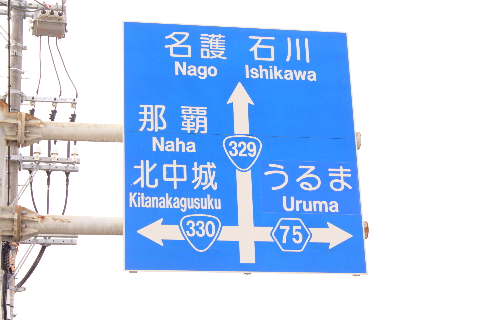 名護 石川
Nago Ishikawa
那覇
Naha
329
北中城
Kitanakagusuku
うるま
Uruma
330
75